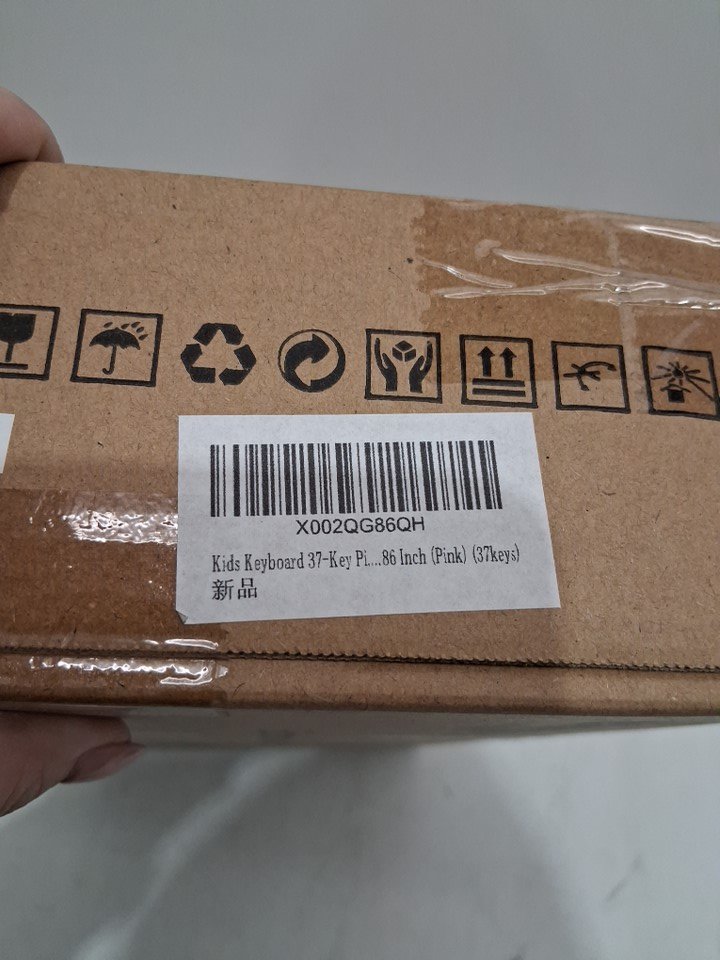 X002QG86QH
Kids Keyboard 37-Key Pi....86 Inch (Pink) (37keys)
新品